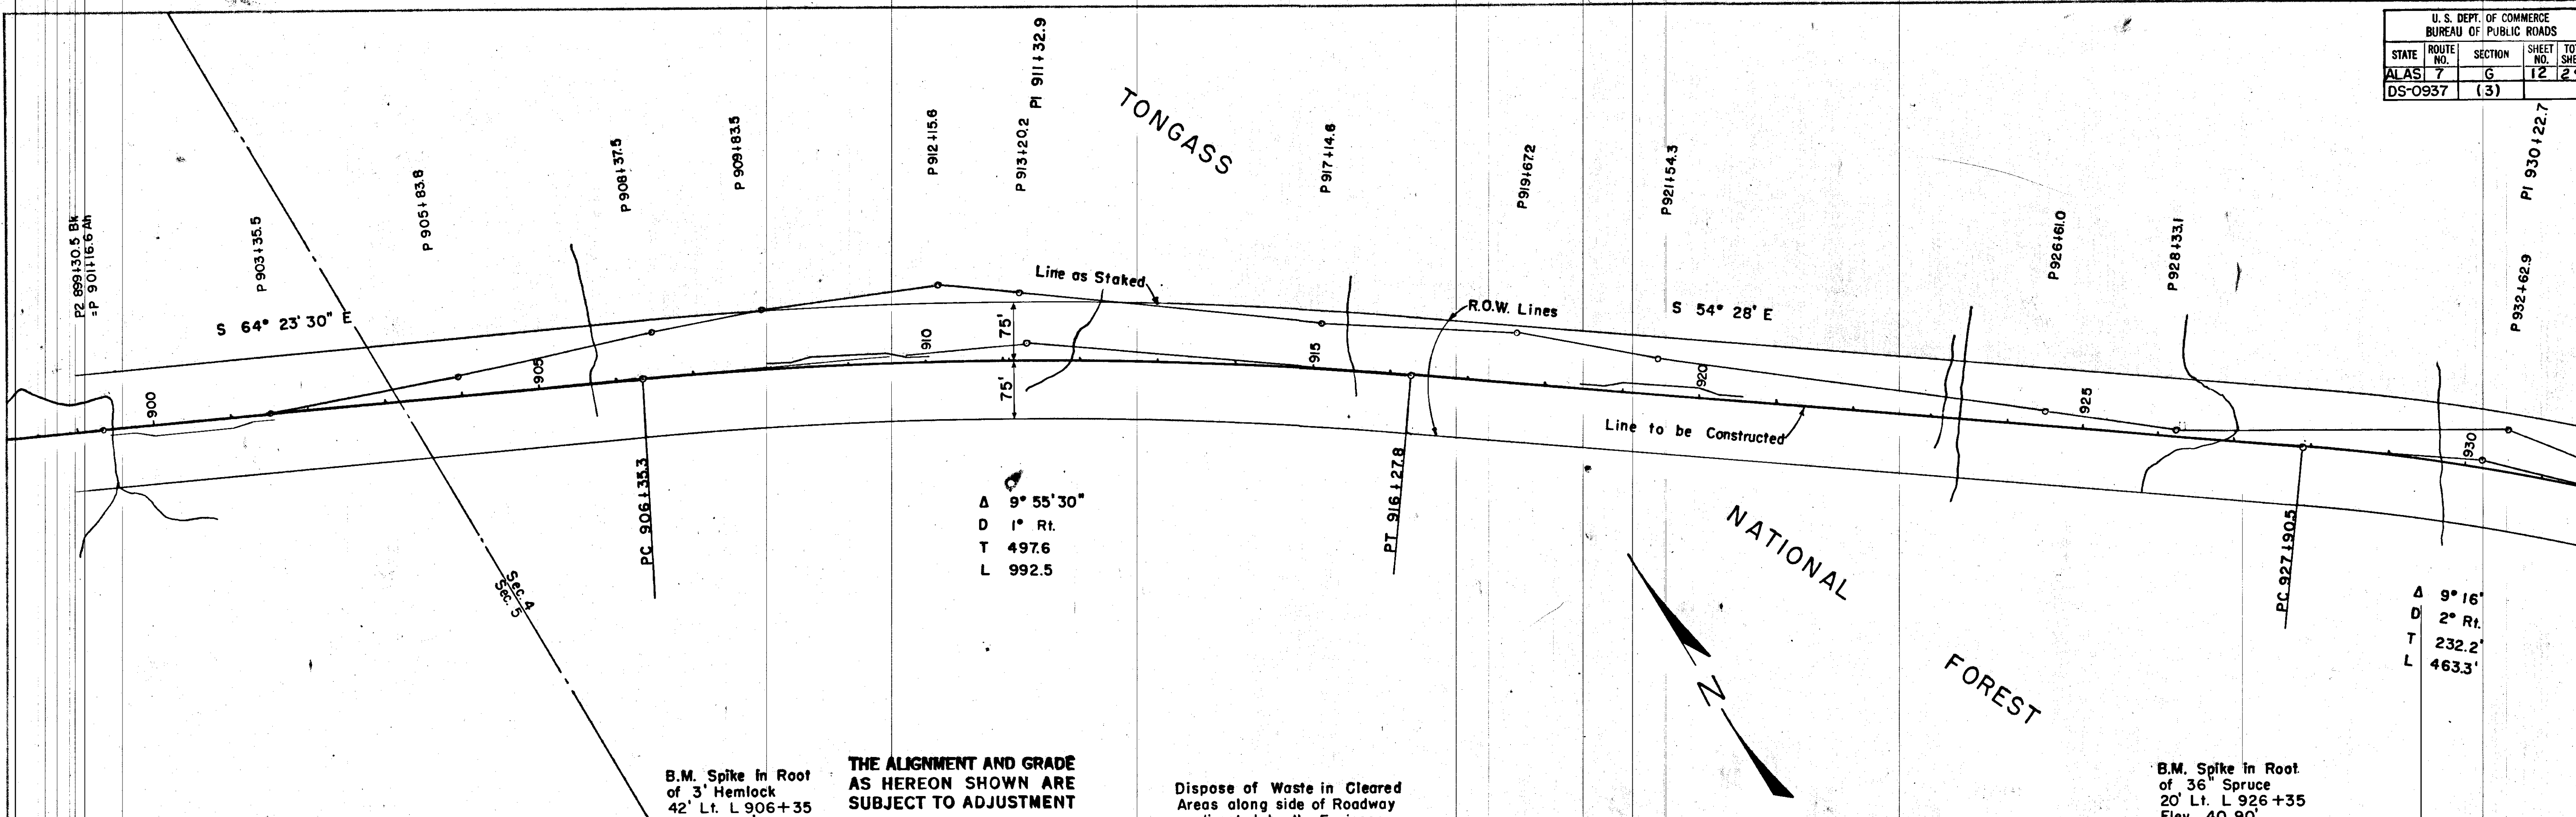 U. S. DEPT. OF COMMERCE
BUREAU OF PUBLIC ROADS
STATE ROUTE NO. SECTION SHEET NO.
ALAS 7 G 12
DS-0937 (3)
P2 899+30.5 Bk
=P 901+16.6 Ah
P 903+35.5
P 905+83.8
P 908+37.5
P 909+83.5
P 912+15.6
P 913+20.2
PI 911+32.9
P 917+14.6
P 919+67.2
P 921+54.3
P 926+61.0
P 928+33.1
P 932+62.9
PI 930+22.7
TONGASS
S 64° 23' 30" E
Line as Staked
R.O.W. Lines
S 54° 28' E
900
905
910
915
920
925
930
75'
75'
Line to be Constructed
PC 906+35.3
PT 916+27.8
PC 927+90.5
Δ 9° 55' 30"
D 1° Rt.
T 497.6
L 992.5
NATIONAL
FOREST
N
Δ 9° 16'
D 2° Rt.
T 232.2'
L 463.3'
Sec. 4
Sec. 5
B.M. Spike in Root
of 3' Hemlock
42' Lt. L 906+35
THE ALIGNMENT AND GRADE
AS HEREON SHOWN ARE
SUBJECT TO ADJUSTMENT
Dispose of Waste in Cleared
Areas along side of Roadway
B.M. Spike in Root
of 36" Spruce
20' Lt. L 926+35
Elev. 40.90'